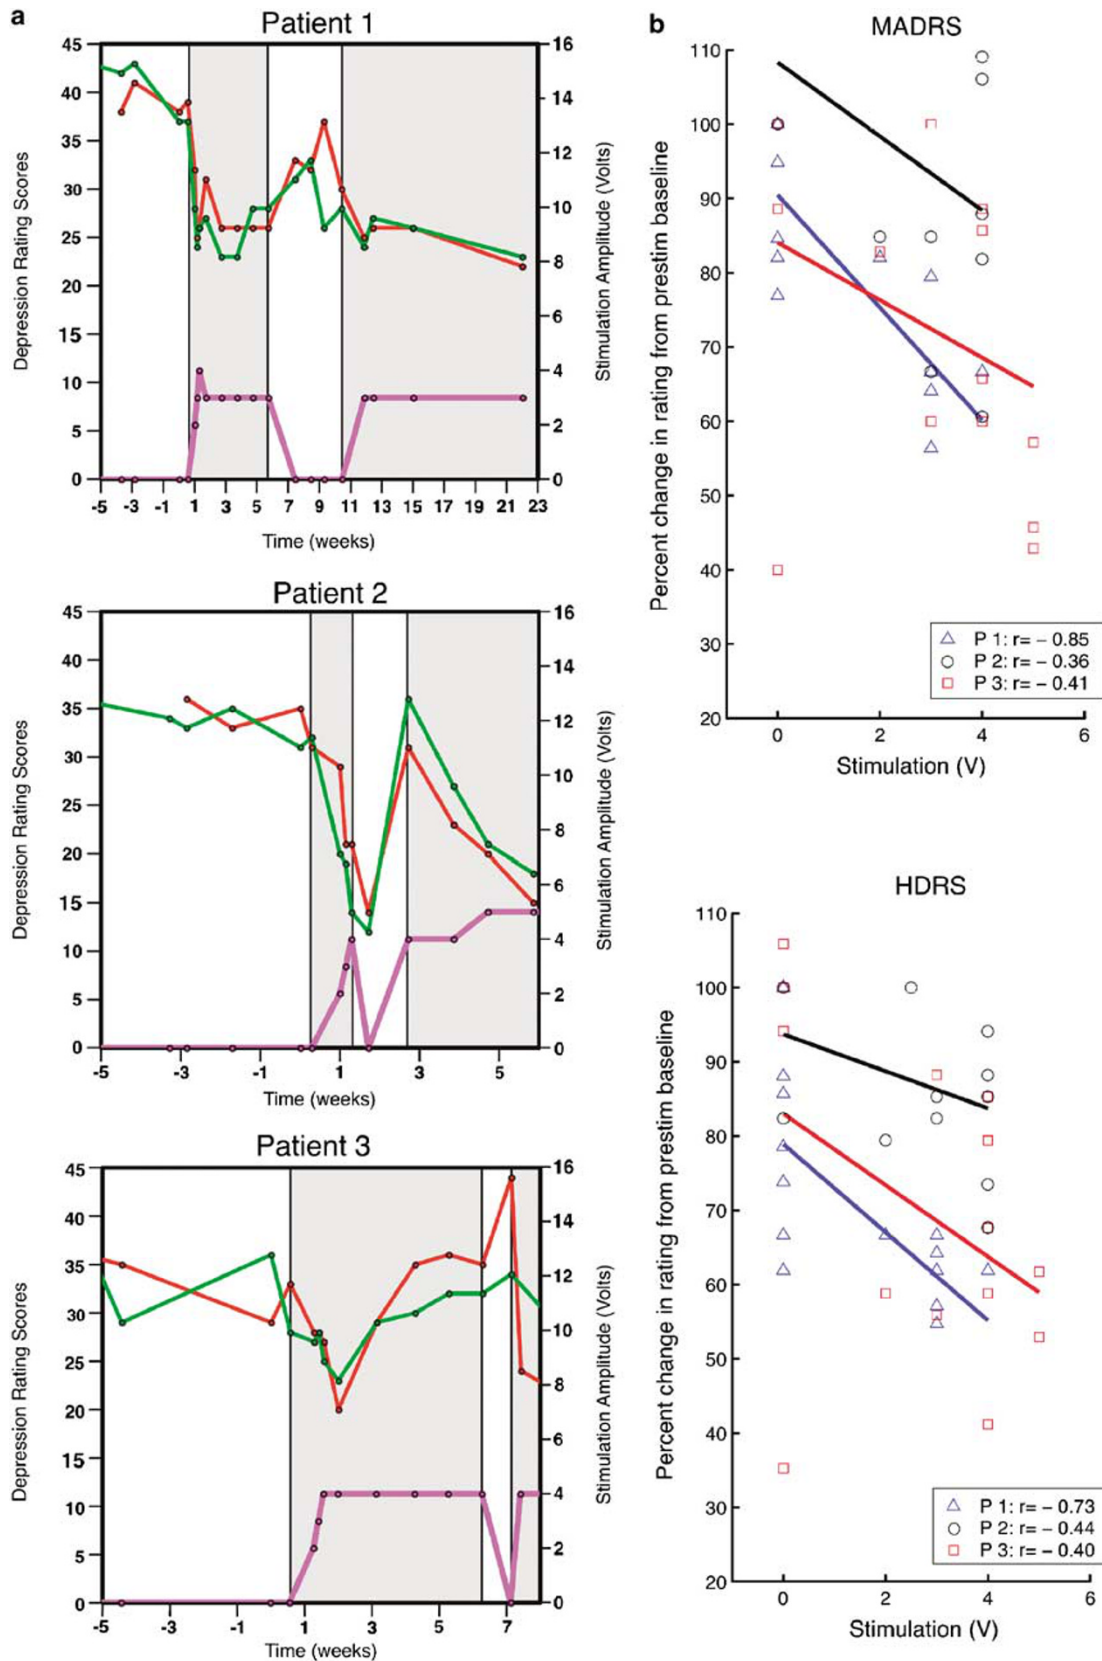 a
Patient 1
45
40
35
30
25
20
15
10
5
0
Depression Rating Scores
16
14
12
10
8
6
4
2
0
Stimulation Amplitude (Volts)
-5 -3 -1 1 3 5 7 9 11 13 15 17 19 21 23
Time (weeks)
Patient 2
45
40
35
30
25
20
15
10
5
0
Depression Rating Scores
16
14
12
10
8
6
4
2
0
Stimulation Amplitude (Volts)
-5 -3 -1 1 3 5
Time (weeks)
Patient 3
45
40
35
30
25
20
15
10
5
0
Depression Rating Scores
16
14
12
10
8
6
4
2
0
Stimulation Amplitude (Volts)
-5 -3 -1 1 3 5 7
Time (weeks)
b
MADRS
110
100
90
80
70
60
50
40
30
20
Percent change in rating from prestim baseline
P 1: r= - 0.85
P 2: r= - 0.36
P 3: r= - 0.41
0 2 4 6
Stimulation (V)
HDRS
110
100
90
80
70
60
50
40
30
20
Percent change in rating from prestim baseline
P 1: r= - 0.73
P 2: r= - 0.44
P 3: r= - 0.40
0 2 4 6
Stimulation (V)